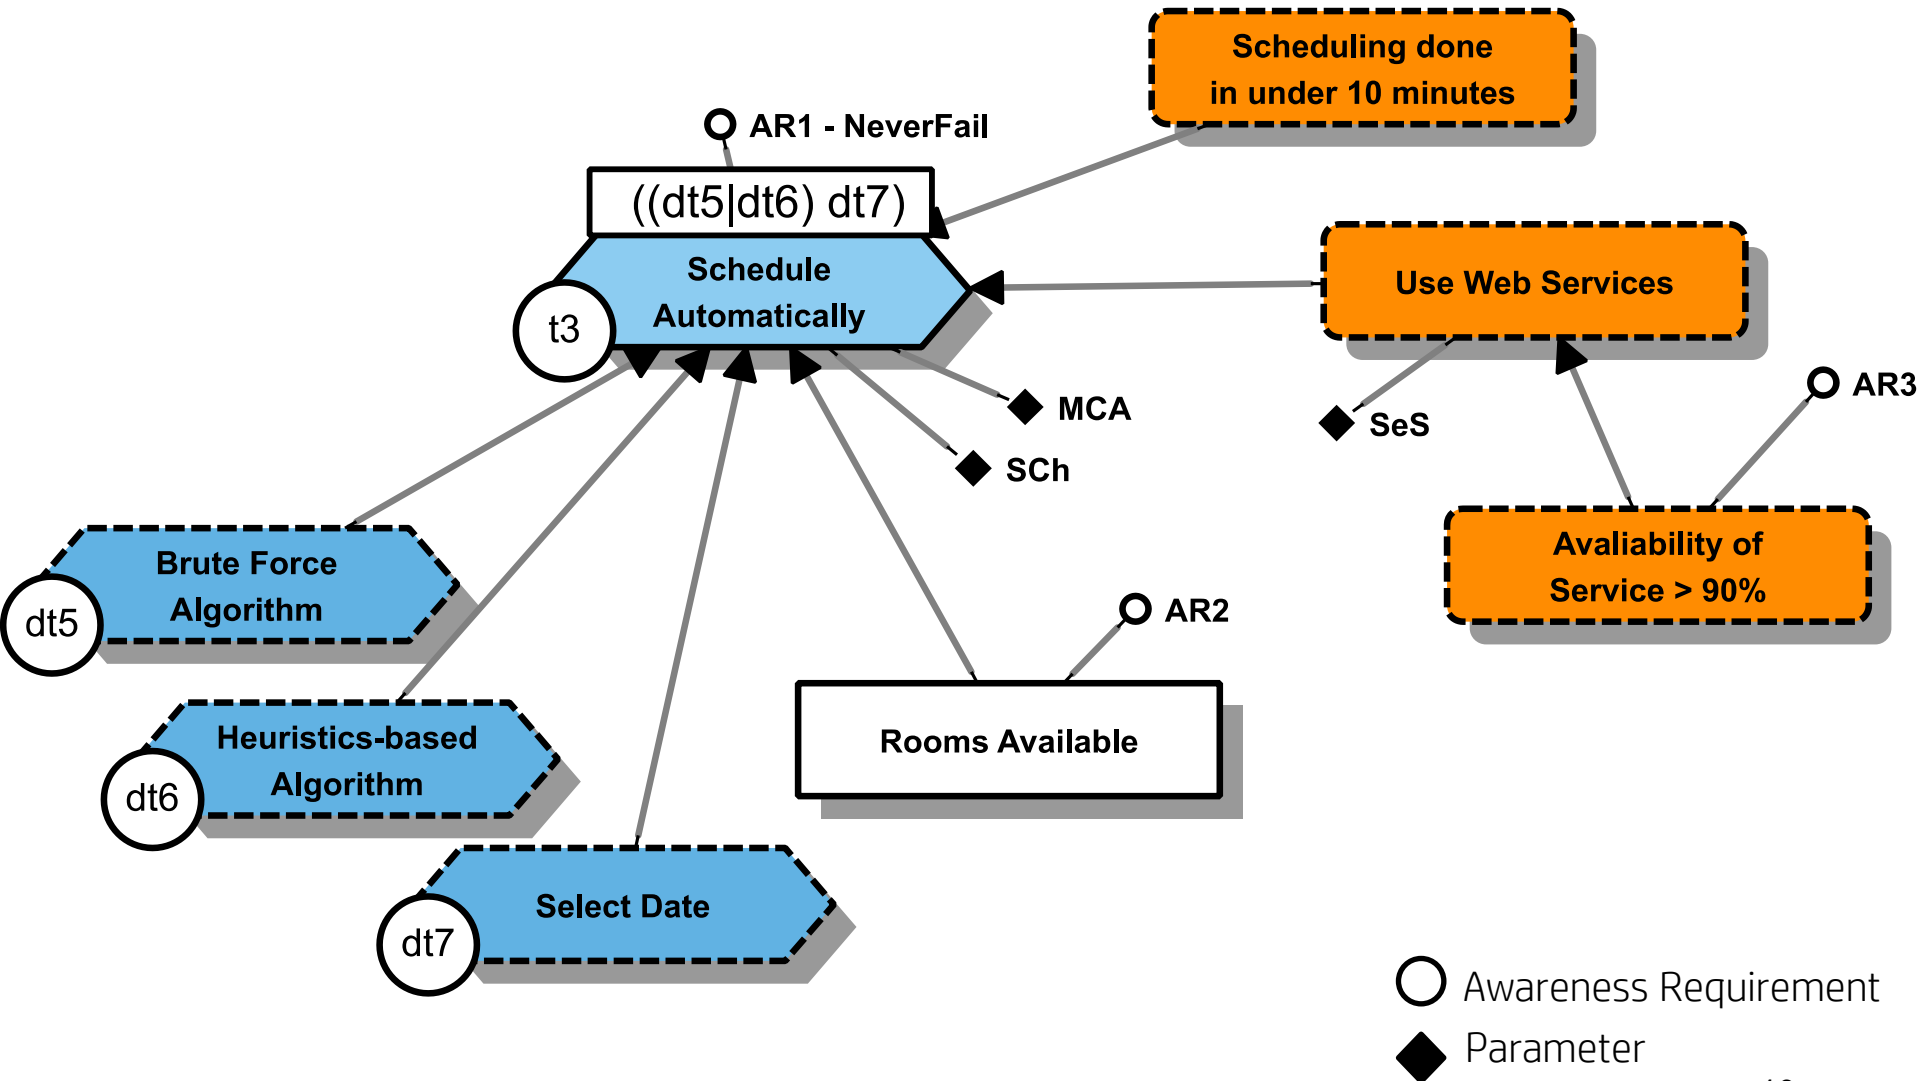 Scheduling done
in under 10 minutes
AR1 - NeverFail
((dt5|dt6) dt7)
Schedule
Automatically
t3
Use Web Services
MCA
SCh
SeS
AR3
Brute Force
Algorithm
dt5
Avaliability of
Service > 90%
AR2
Heuristics-based
Algorithm
dt6
Rooms Available
Select Date
dt7
Awareness Requirement
Parameter